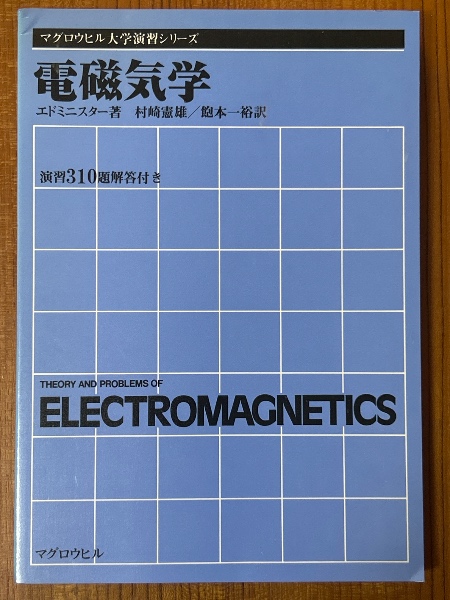 マグロウヒル大学演習シリーズ
電磁気学
エドミニスター著 村崎憲雄／飽本一裕訳
演習310題解答付き
THEORY AND PROBLEMS OF
ELECTROMAGNETICS
マグロウヒル